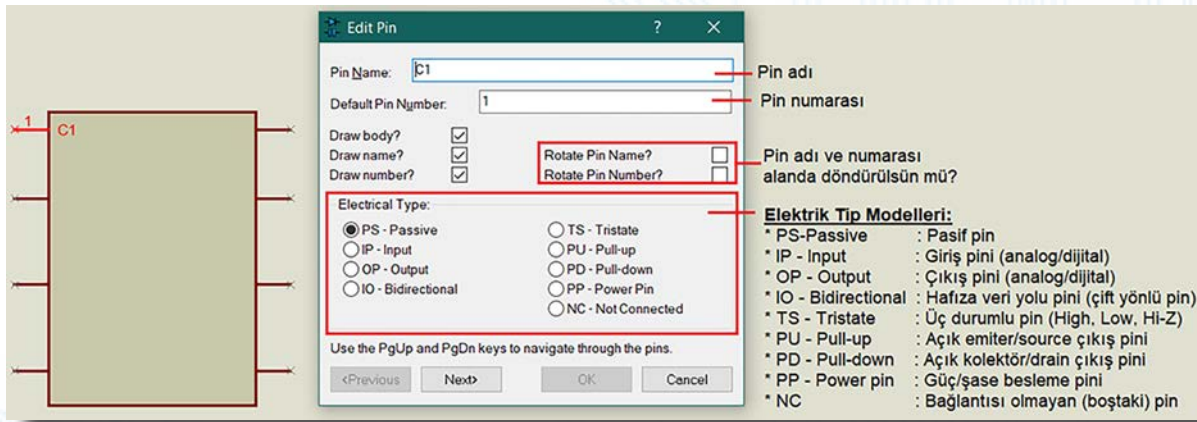 1
C1
Edit Pin ? ×
Pin Name: C1
Default Pin Number: 1
Draw body?
Draw name?
Draw number?
Rotate Pin Name?
Rotate Pin Number?
Electrical Type:
PS - Passive
IP - Input
OP - Output
IO - Bidirectional
TS - Tristate
PU - Pull-up
PD - Pull-down
PP - Power Pin
NC - Not Connected
Use the PgUp and PgDn keys to navigate through the pins.
<Previous Next> OK Cancel
Pin adı
Pin numarası
Pin adı ve numarası
alanda döndürülsün mü?
Elektrik Tip Modelleri:
* PS-Passive : Pasif pin
* IP - Input : Giriş pini (analog/dijital)
* OP - Output : Çıkış pini (analog/dijital)
* IO - Bidirectional : Hafıza veri yolu pini (çift yönlü pin)
* TS - Tristate : Üç durumlu pin (High, Low, Hi-Z)
* PU - Pull-up : Açık emiter/source çıkış pini
* PD - Pull-down : Açık kolektör/drain çıkış pini
* PP - Power pin : Güç/şase besleme pini
* NC : Bağlantısı olmayan (boştaki) pin